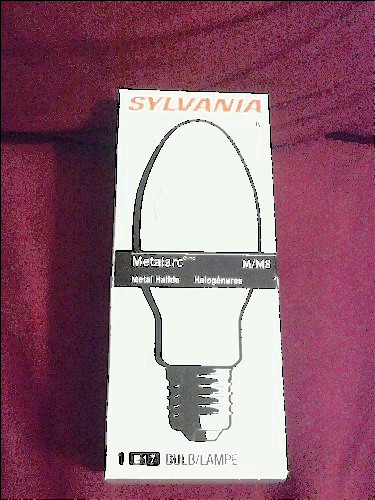 SYLVANIA
Metalarc M/MS
Metal Halide Halogénures
1 BULB/LAMPE